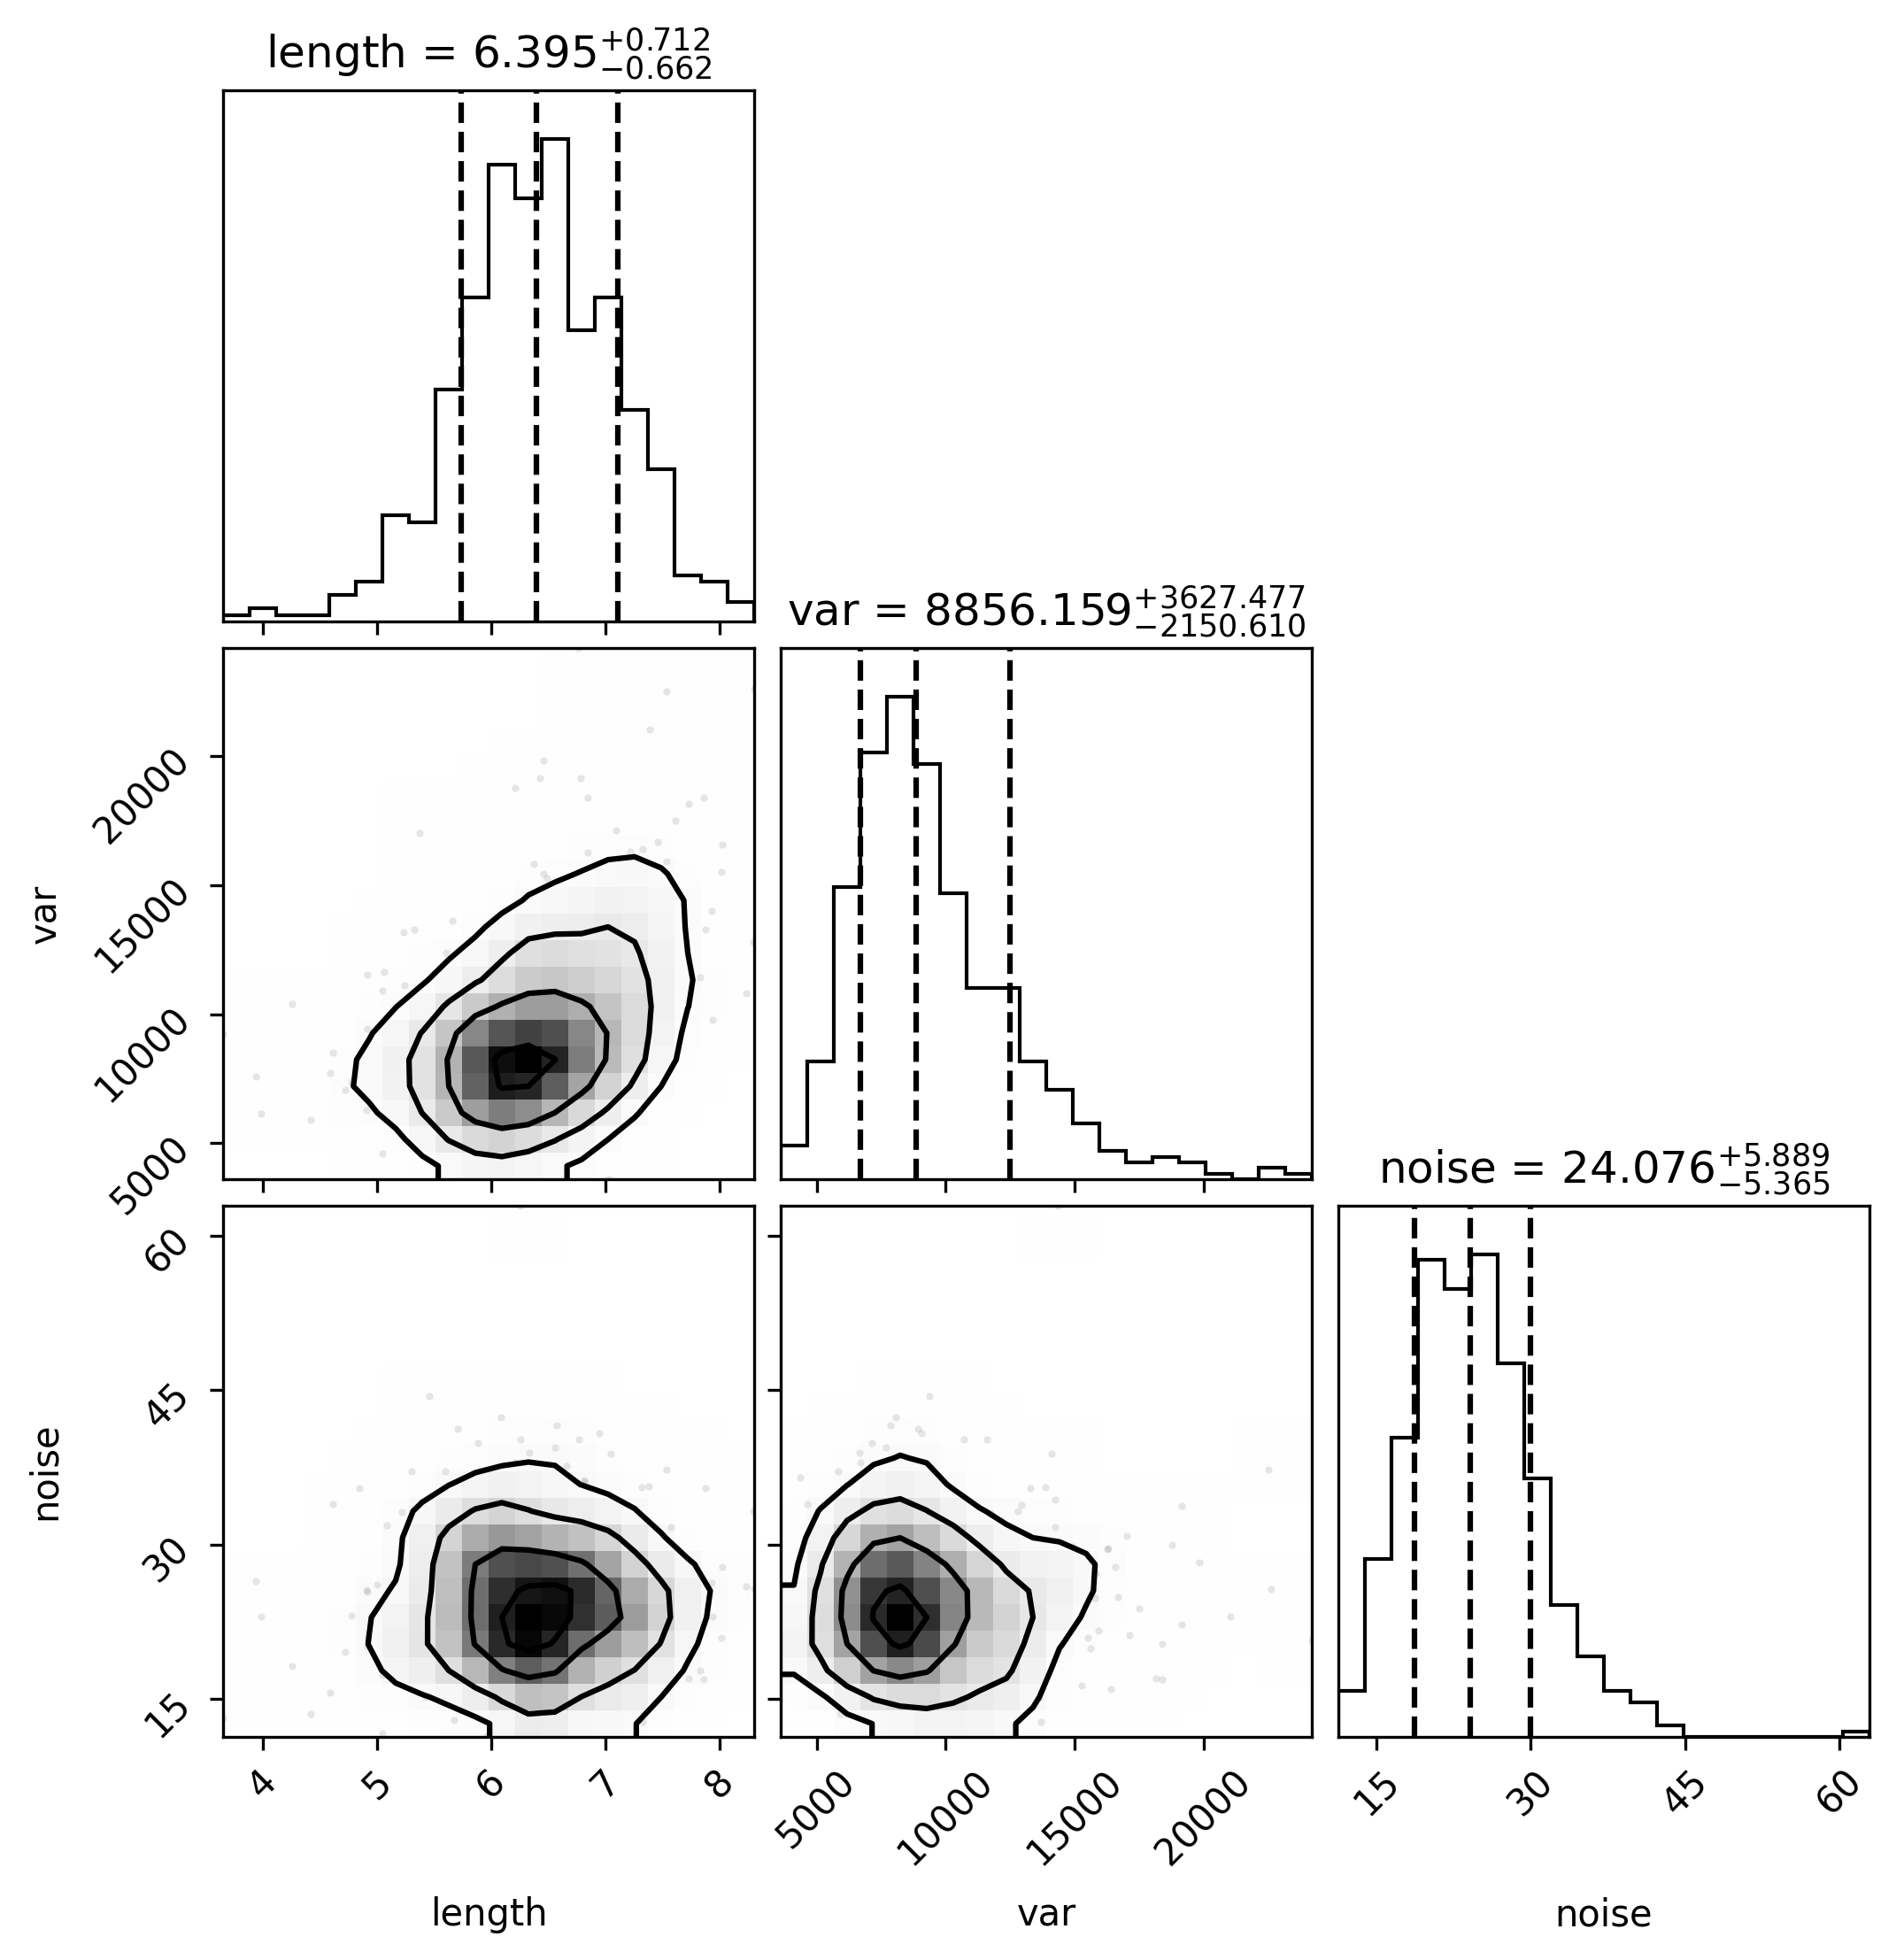 length = 6.395 +0.712 −0.662
var = 8856.159 +3627.477 −2150.610
20000
15000
10000
5000
var
noise = 24.076 +5.889 −5.365
60
45
30
15
noise
4 5 6 7 8
5000 10000 15000 20000
15 30 45 60
length
var
noise